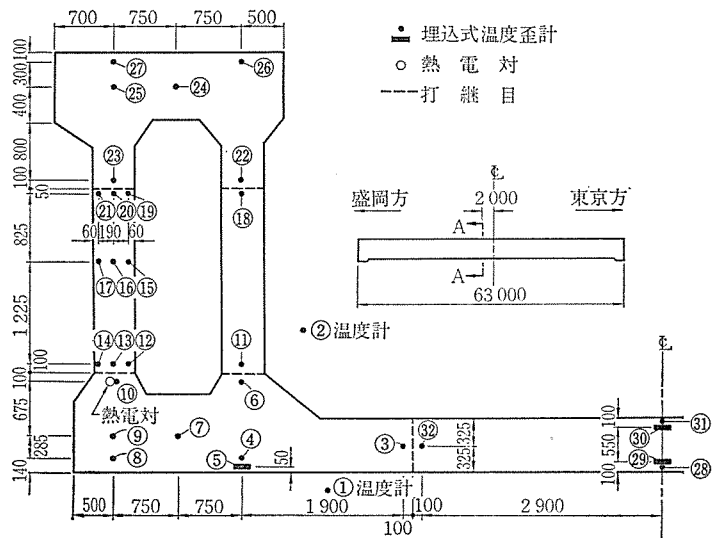 700 750 750 500
埋込式温度歪計
熱電対
打継目
100
300
400
800
100
50
825
1 225
100
100
675
285
140
㉗ ㉖
㉕ ㉔
㉓ ㉒
㉑ ⑳ ⑲ ⑱
60 190 60
⑰ ⑯ ⑮
⑭ ⑬ ⑫ ⑪
⑩ ⑥
熱電対
⑨ ⑦
⑧ ④
⑤ 50
②温度計
①温度計
℄
2 000
盛岡方 東京方
A
A
63 000
℄
③ ㉜
325
325
100
550
100
㉛
㉚
㉙
㉘
500 750 750 1 900 100 2 900
100